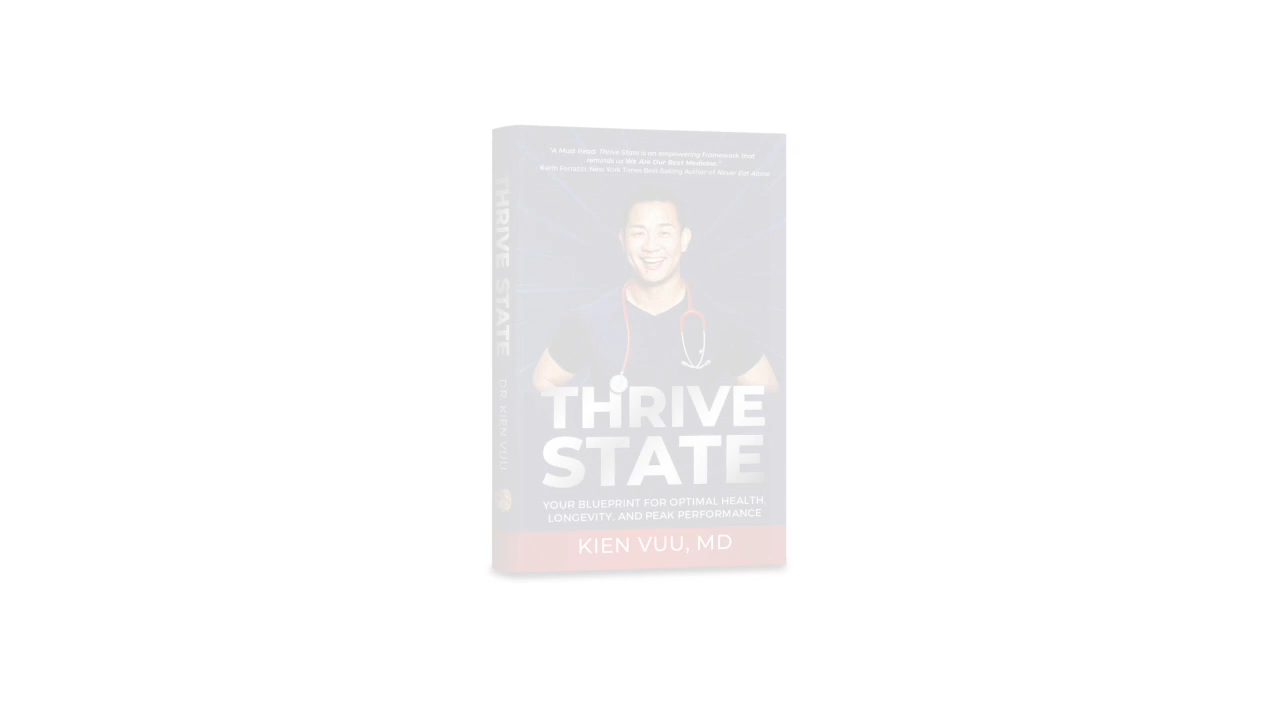 "A Must Read. Thrive State is an empowering framework that
reminds us We Are Our Best Medicine."
Keith Ferrazzi, New York Times Best-Selling Author of Never Eat Alone
THRIVE
STATE
YOUR BLUEPRINT FOR OPTIMAL HEALTH,
LONGEVITY, AND PEAK PERFORMANCE
KIEN VUU, MD
THRIVE STATE
DR. KIEN VUU